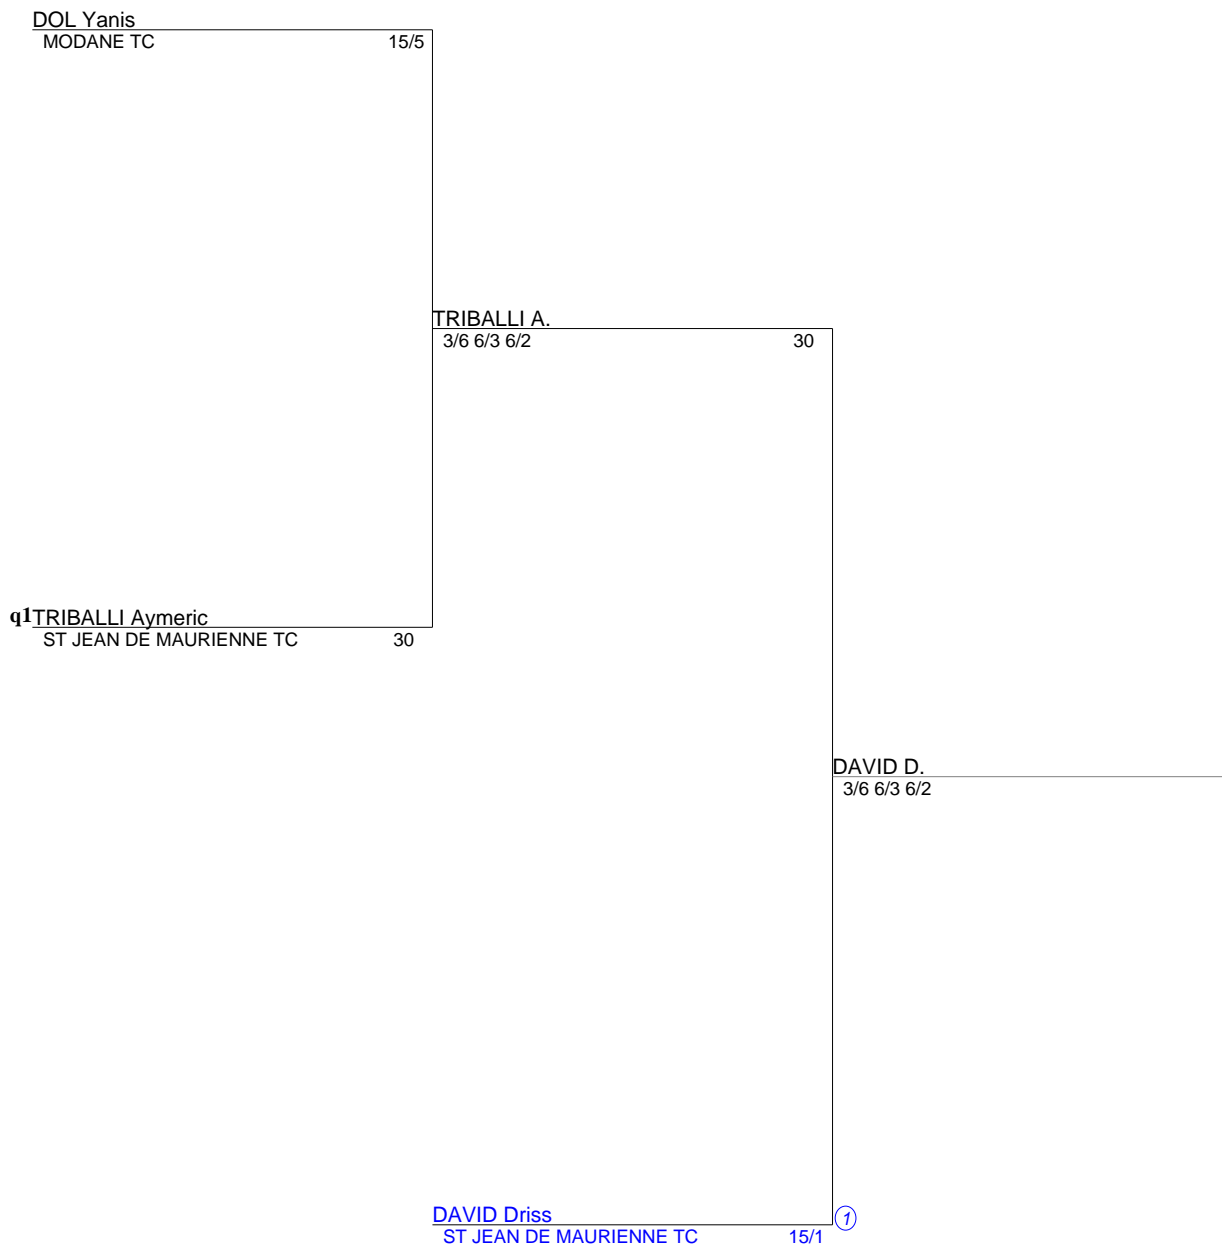 DOL Yanis
MODANE TC 15/5
TRIBALLI A.
3/6 6/3 6/2 30
q1 TRIBALLI Aymeric
ST JEAN DE MAURIENNE TC 30
DAVID D.
3/6 6/3 6/2
DAVID Driss 1
ST JEAN DE MAURIENNE TC 15/1